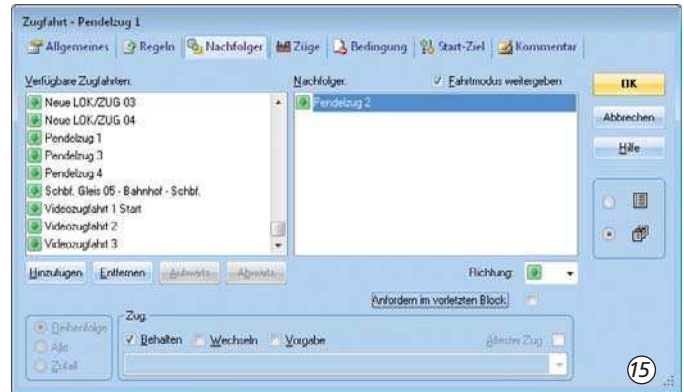 Zugfahrt - Pendelzug 1
Allgemeines Regeln Nachfolger Züge Bedingung Start-Ziel Kommentar
Verfügbare Zugfahrten: Nachfolger: Fahrtmodus weitergeben
Neue LOK/ZUG 03
Neue LOK/ZUG 04
Pendelzug 1
Pendelzug 3
Pendelzug 4
Schbf. Gleis 05 - Bahnhof - Schbf.
Videozugfahrt 1 Start
Videozugfahrt 2
Videozugfahrt 3
Pendelzug 2
OK
Abbrechen
Hilfe
Hinzufügen Entfernen Aufwärts Abwärts Richtung:
Anfordern im vorletzten Block:
Reihenfolge
Alle
Zufall
Zug:
Behalten Wechseln Vorgabe Ältester Zug:
15